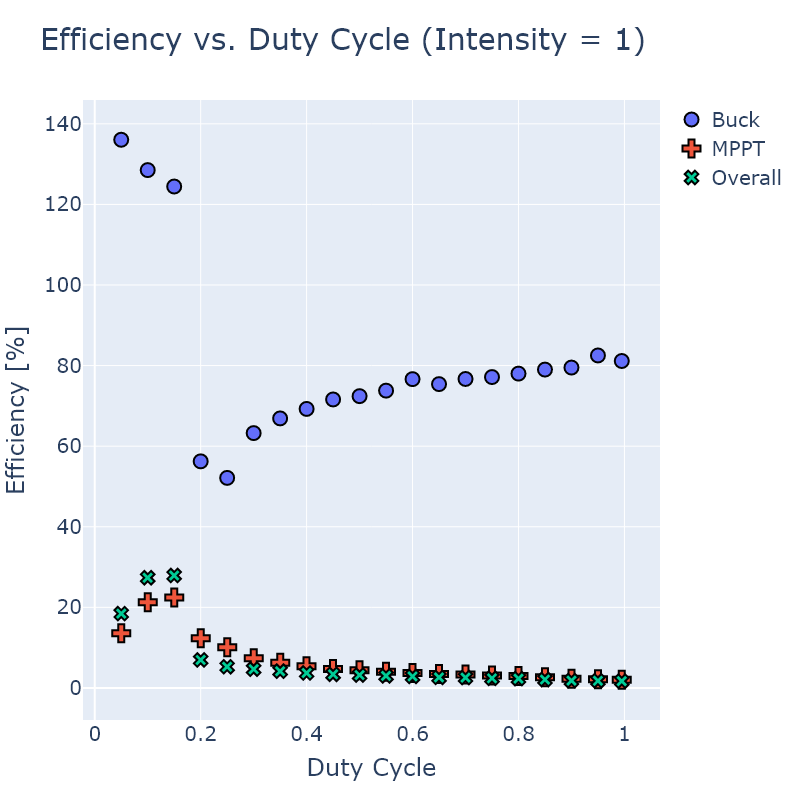 Efficiency vs. Duty Cycle (Intensity = 1)
Buck
MPPT
Overall
Efficiency [%]
140
120
100
80
60
40
20
0
0 0.2 0.4 0.6 0.8 1
Duty Cycle